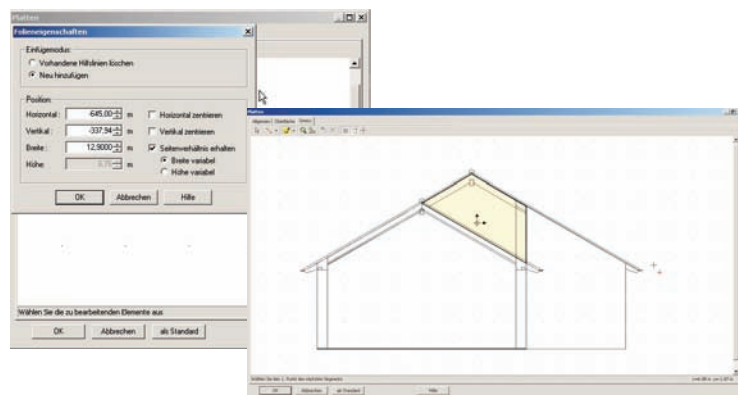 Platten
Folieneigenschaften
Einfügemodus:
Vorhandene Hilfslinien löschen
Neu hinzufügen
Position:
Horizontal: -645,00 m Horizontal zentrieren
Vertikal: -337,94 m Vertikal zentrieren
Breite: 12,9000 m Seitenverhältnis erhalten
Höhe: m Breite variabel
Höhe variabel
OK Abbrechen Hilfe
Wählen Sie die zu bearbeitenden Elemente aus
OK Abbrechen als Standard
Platten
Allgemein Oberfläche
OK Abbrechen als Standard Hilfe